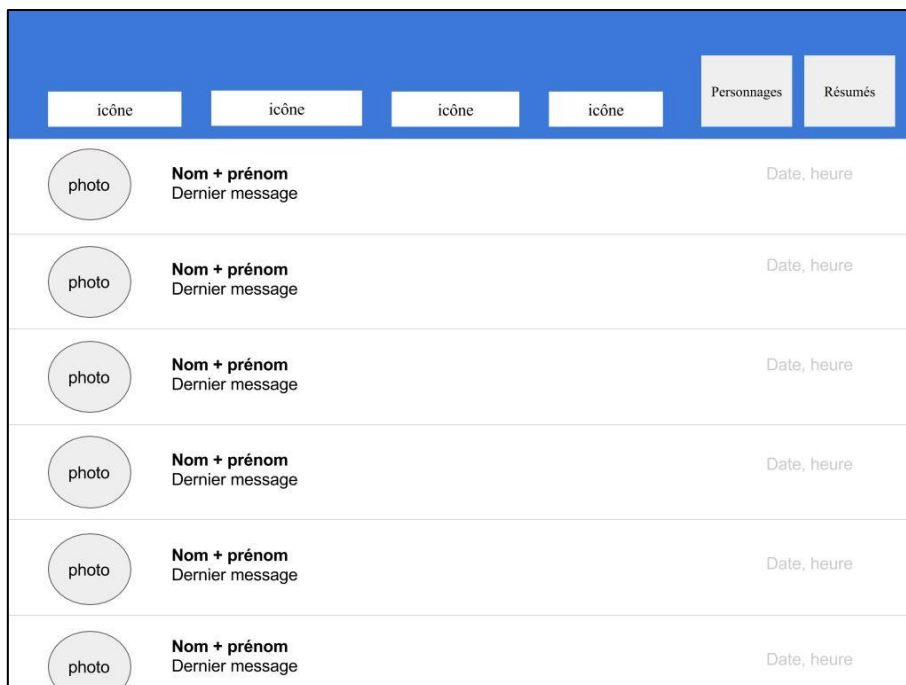 icône
icône
icône
icône
Personnages
Résumés
photo
Nom + prénom
Dernier message
Date, heure
photo
Nom + prénom
Dernier message
Date, heure
photo
Nom + prénom
Dernier message
Date, heure
photo
Nom + prénom
Dernier message
Date, heure
photo
Nom + prénom
Dernier message
Date, heure
photo
Nom + prénom
Dernier message
Date, heure